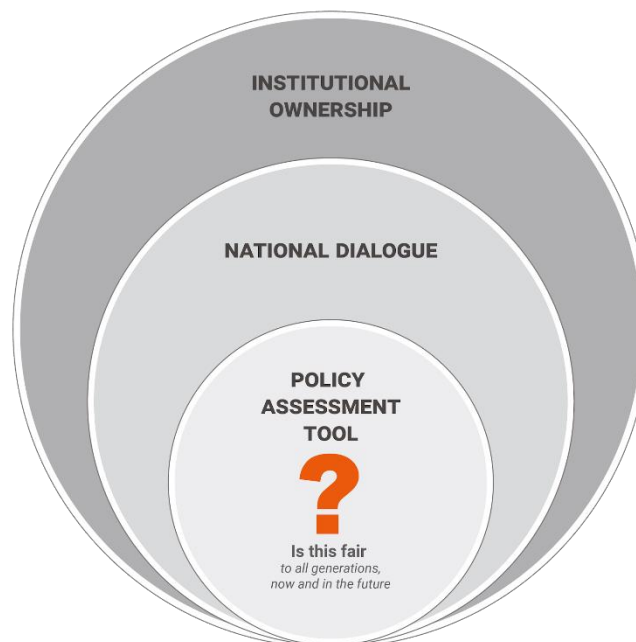 INSTITUTIONAL
OWNERSHIP
NATIONAL DIALOGUE
POLICY
ASSESSMENT
TOOL
?
Is this fair
to all generations,
now and in the future